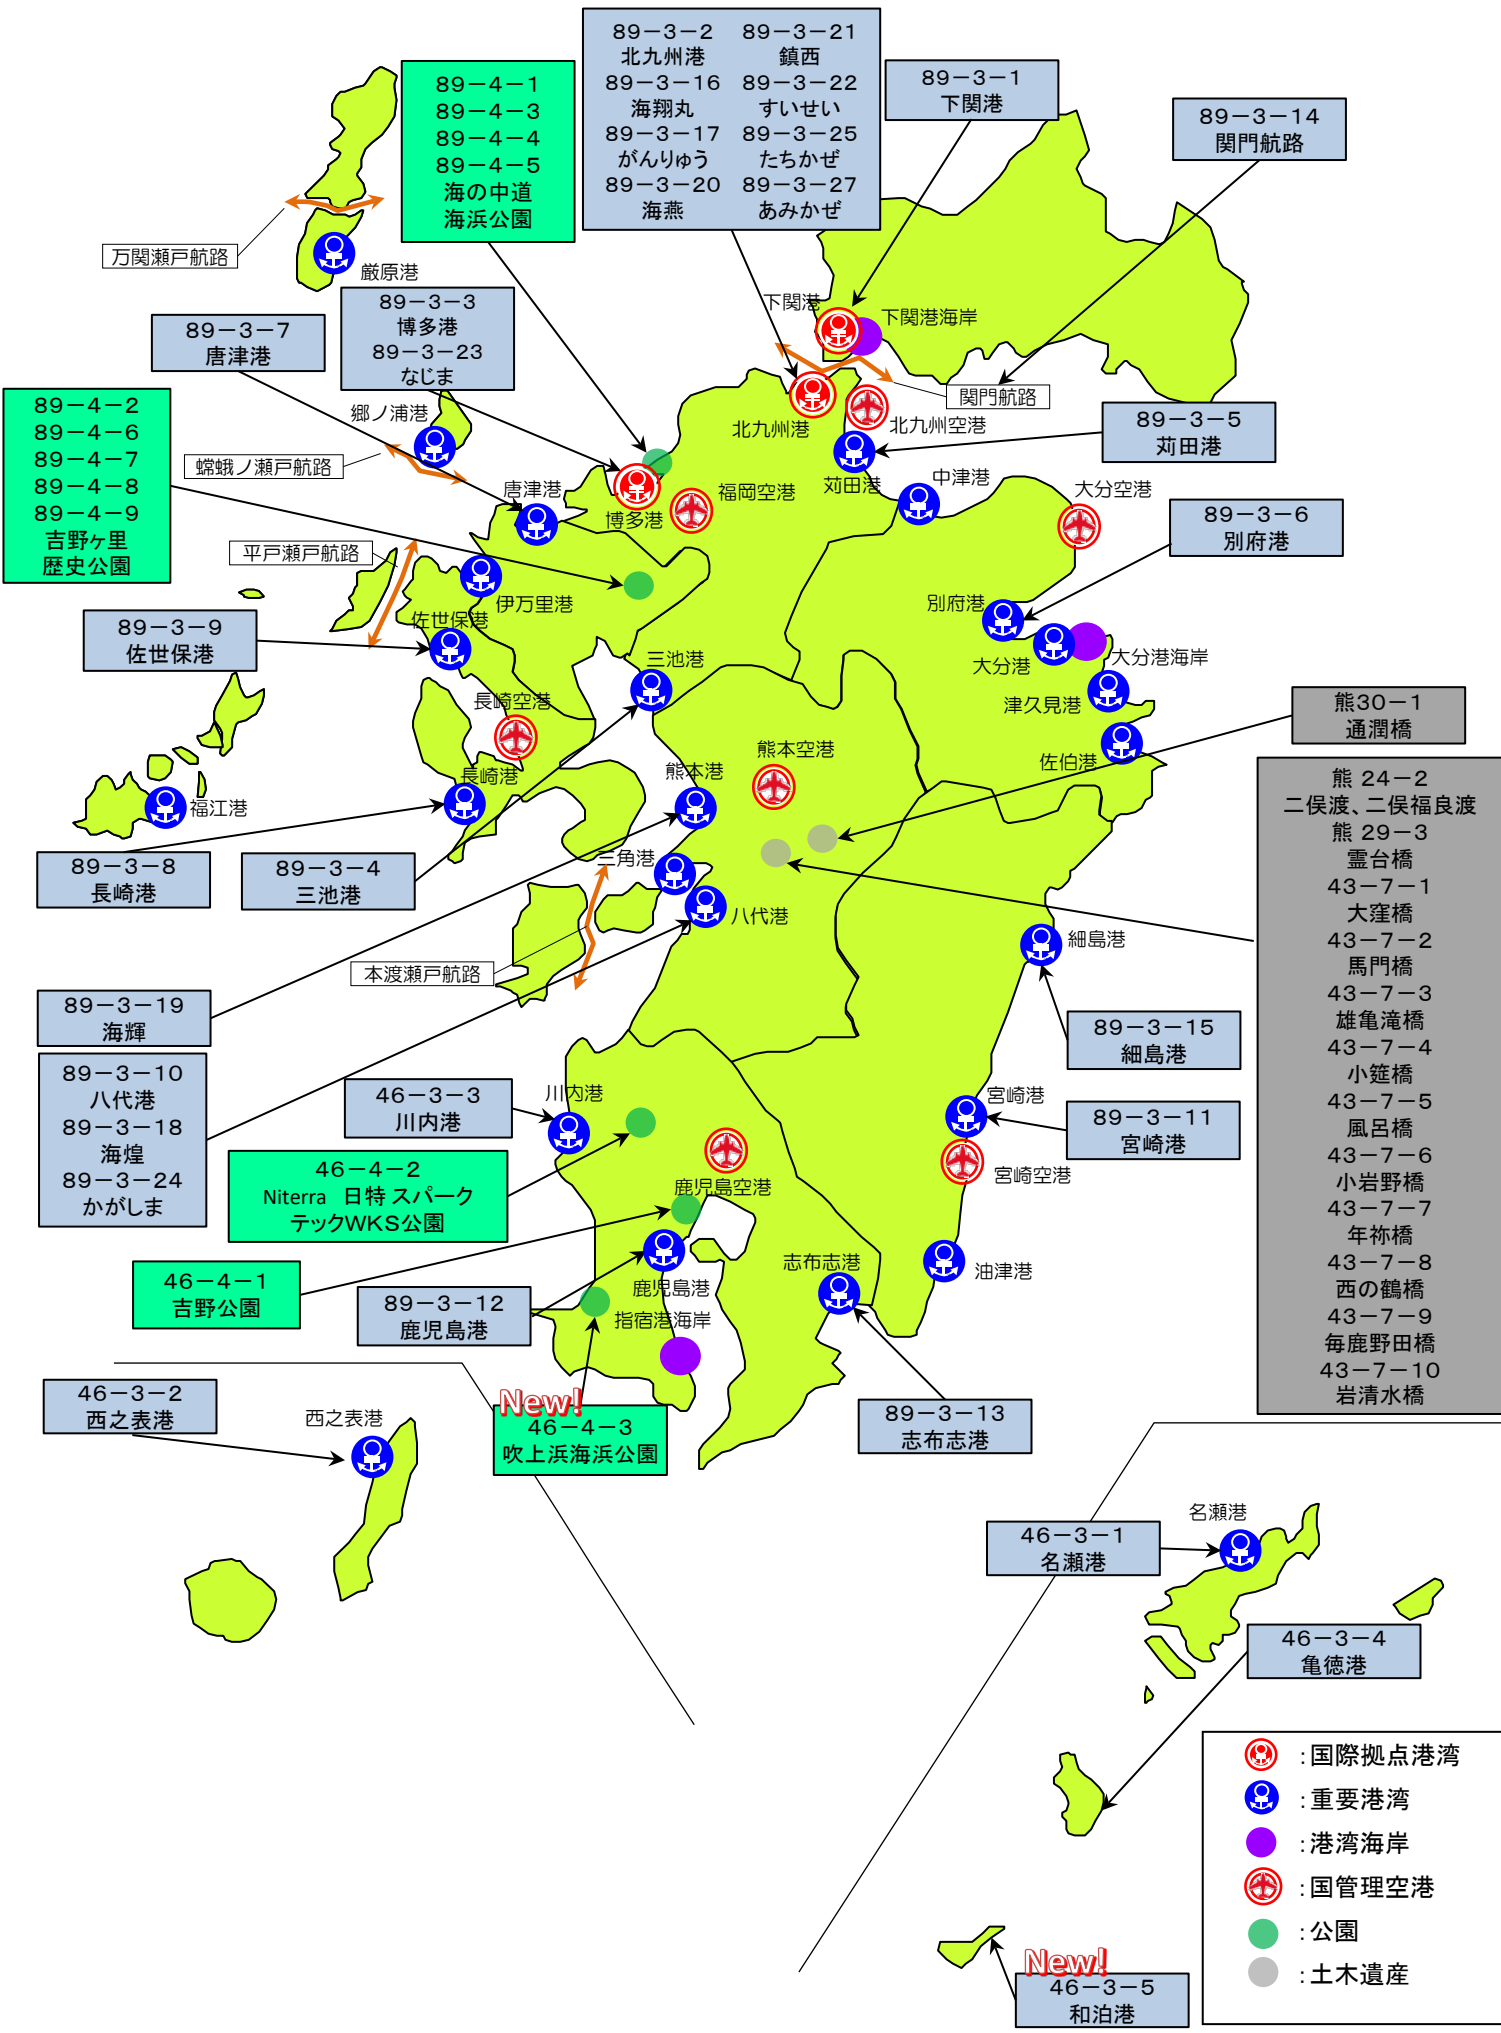 89-3-2
北九州港
89-3-16
海翔丸
89-3-17
がんりゅう
89-3-20
海燕
89-3-21
鎮西
89-3-22
すいせい
89-3-25
たちかぜ
89-3-27
あみかぜ
89-4-1
89-4-3
89-4-4
89-4-5
海の中道
海浜公園
89-3-1
下関港
89-3-14
関門航路
万関瀬戸航路
厳原港
89-3-3
博多港
89-3-23
なじま
89-3-7
唐津港
下関港
下関港海岸
関門航路
89-4-2
89-4-6
89-4-7
89-4-8
89-4-9
吉野ヶ里
歴史公園
郷ノ浦港
蟐蛾ノ瀬戸航路
北九州港
北九州空港
89-3-5
苅田港
唐津港
福岡空港
博多港
苅田港
中津港
大分空港
89-3-6
別府港
平戸瀬戸航路
伊万里港
佐世保港
89-3-9
佐世保港
別府港
大分港
大分港海岸
三池港
津久見港
長崎空港
熊30-1
通潤橋
佐伯港
熊本空港
熊本港
長崎港
福江港
89-3-8
長崎港
89-3-4
三池港
三角港
八代港
熊 24-2
二俣渡、二俣福良渡
熊 29-3
霊台橋
43-7-1
大窪橋
43-7-2
馬門橋
43-7-3
雄亀滝橋
43-7-4
小筵橋
43-7-5
風呂橋
43-7-6
小岩野橋
43-7-7
年祢橋
43-7-8
西の鶴橋
43-7-9
毎鹿野田橋
43-7-10
岩清水橋
細島港
本渡瀬戸航路
89-3-19
海輝
89-3-15
細島港
89-3-10
八代港
89-3-18
海煌
89-3-24
かがしま
46-3-3
川内港
川内港
宮崎港
89-3-11
宮崎港
46-4-2
Niterra 日特 スパーク
テックWKS公園
鹿児島空港
宮崎空港
46-4-1
吉野公園
89-3-12
鹿児島港
鹿児島港
志布志港
油津港
指宿港海岸
46-3-2
西之表港
西之表港
New!
46-4-3
吹上浜海浜公園
89-3-13
志布志港
46-3-1
名瀬港
名瀬港
46-3-4
亀徳港
New!
46-3-5
和泊港
:国際拠点港湾
:重要港湾
:港湾海岸
:国管理空港
:公園
:土木遺産